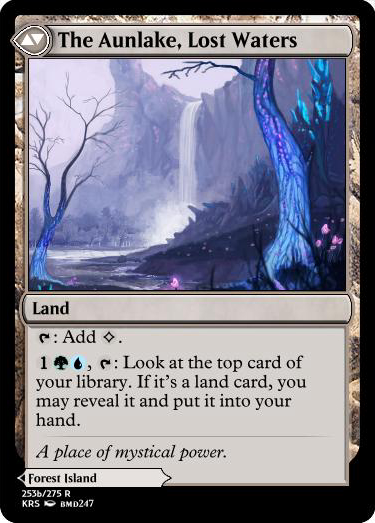 The Aunlake, Lost Waters
Land
: Add .
1 , : Look at the top card of
your library. If it's a land card, you
may reveal it and put it into your
hand.
A place of mystical power.
Forest Island
253b/275 R
KRS BMD247